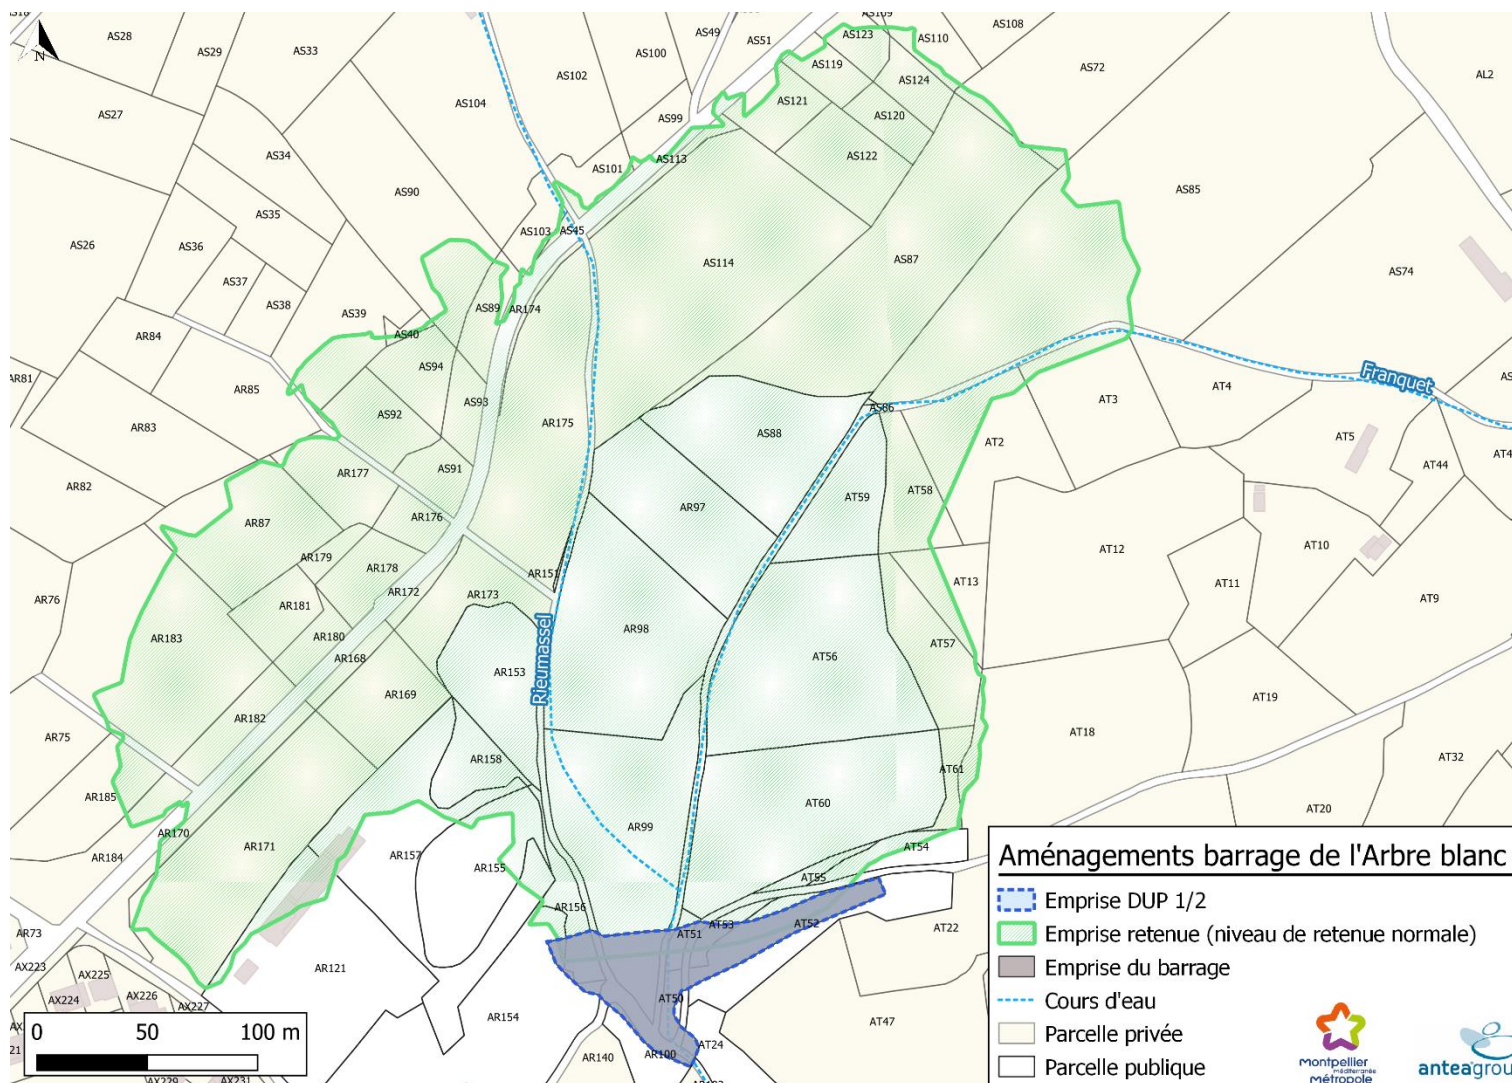 AS18
AS28
AS29
AS33
AS102
AS100
AS49
AS51
AS109
AS123
AS110
AS108
AS72
AL2
N
AS27
AS104
AS99
AS119
AS124
AS121
AS120
AS34
AS90
AS101
AS113
AS122
AS85
AS26
AS36
AS35
AS103
AS45
AS37
AS38
AS39
AS89
AR174
AS114
AS87
AS74
AR84
AS40
AR81
AR85
AS94
AS92
AS93
AR175
AS86
AT3
AT4
Franquet
AR83
AS88
AT2
AT5
AR82
AR177
AS91
AR97
AT59
AT58
AT44
AR87
AR176
AR179
AR178
AR151
AT12
AT10
AT13
AR76
AR181
AR172
AR173
AT11
AT9
AR183
AR180
AR168
AR153
Rieumassel
AR98
AT56
AT57
AR182
AR169
AT19
AR75
AR158
AT18
AT32
AR185
AT61
AT60
AT20
AR170
AR171
AR99
AR184
AR157
AR155
AT54
AT55
AR156
AT53
AT52
AT51
AT22
AR73
AX223
AX225
AX224
AX226
AX227
AR121
AR154
AT50
AT47
AR140
AR100
AT24
AX229
AX231
0 50 100 m
Aménagements barrage de l'Arbre blanc
Emprise DUP 1/2
Emprise retenue (niveau de retenue normale)
Emprise du barrage
Cours d'eau
Parcelle privée
Parcelle publique
montpellier
méditerranée
métropole
anteagroup